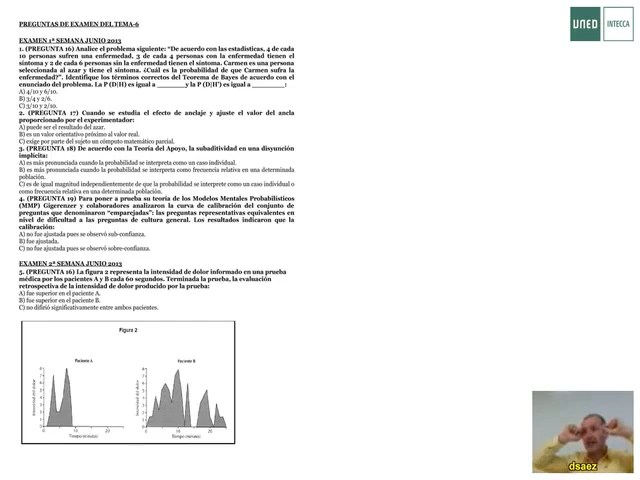 PREGUNTAS DE EXAMEN DEL TEMA-6
UNED
INTECCA
EXAMEN 1ª SEMANA JUNIO 2013
1. (PREGUNTA 16) Analice el problema siguiente: “De acuerdo con las estadísticas, 4 de cada
10 personas sufren una enfermedad, 3 de cada 4 personas con la enfermedad tienen el
síntoma y 2 de cada 6 personas sin la enfermedad tienen el síntoma. Carmen es una persona
seleccionada al azar y tiene el síntoma. ¿Cuál es la probabilidad de que Carmen sufra la
enfermedad?”. Identifique los términos correctos del Teorema de Bayes de acuerdo con el
enunciado del problema. La P (D|H) es igual a ________y la P (D|H’) es igual a _________:
A) 4/10 y 6/10.
B) 3/4 y 2/6.
C) 3/10 y 2/10.
2. (PREGUNTA 17) Cuando se estudia el efecto de anclaje y ajuste el valor del ancla
proporcionado por el experimentador:
A) puede ser el resultado del azar.
B) es un valor orientativo próximo al valor real.
C) exige por parte del sujeto un cómputo matemático parcial.
3. (PREGUNTA 18) De acuerdo con la Teoría del Apoyo, la subaditividad en una disyunción
implícita:
A) es más pronunciada cuando la probabilidad se interpreta como un caso individual.
B) es más pronunciada cuando la probabilidad se interpreta como frecuencia relativa en una determinada
población.
C) es de igual magnitud independientemente de que la probabilidad se interprete como un caso individual o
como frecuencia relativa en una determinada población.
4. (PREGUNTA 19) Para poner a prueba su teoría de los Modelos Mentales Probabilísticos
(MMP) Gigerenzer y colaboradores analizaron la curva de calibración del conjunto de
preguntas que denominaron “emparejadas”: las preguntas representativas equivalentes en
nivel de dificultad a las preguntas de cultura general. Los resultados indicaron que la
calibración:
A) no fue ajustada pues se observó sub-confianza.
B) fue ajustada.
C) no fue ajustada pues se observó sobre-confianza.
EXAMEN 2ª SEMANA JUNIO 2013
5. (PREGUNTA 16) La figura 2 representa la intensidad de dolor informado en una prueba
médica por los pacientes A y B cada 60 segundos. Terminada la prueba, la evaluación
retrospectiva de la intensidad de dolor producido por la prueba:
A) fue superior en el paciente A.
B) fue superior en el paciente B.
C) no difirió significativamente entre ambos pacientes.
Figura 2
Paciente A
Paciente B
Intensidad del dolor
Intensidad del dolor
0 10 20
0 10 20
Tiempo (minutos)
Tiempo (minutos)
dsaez